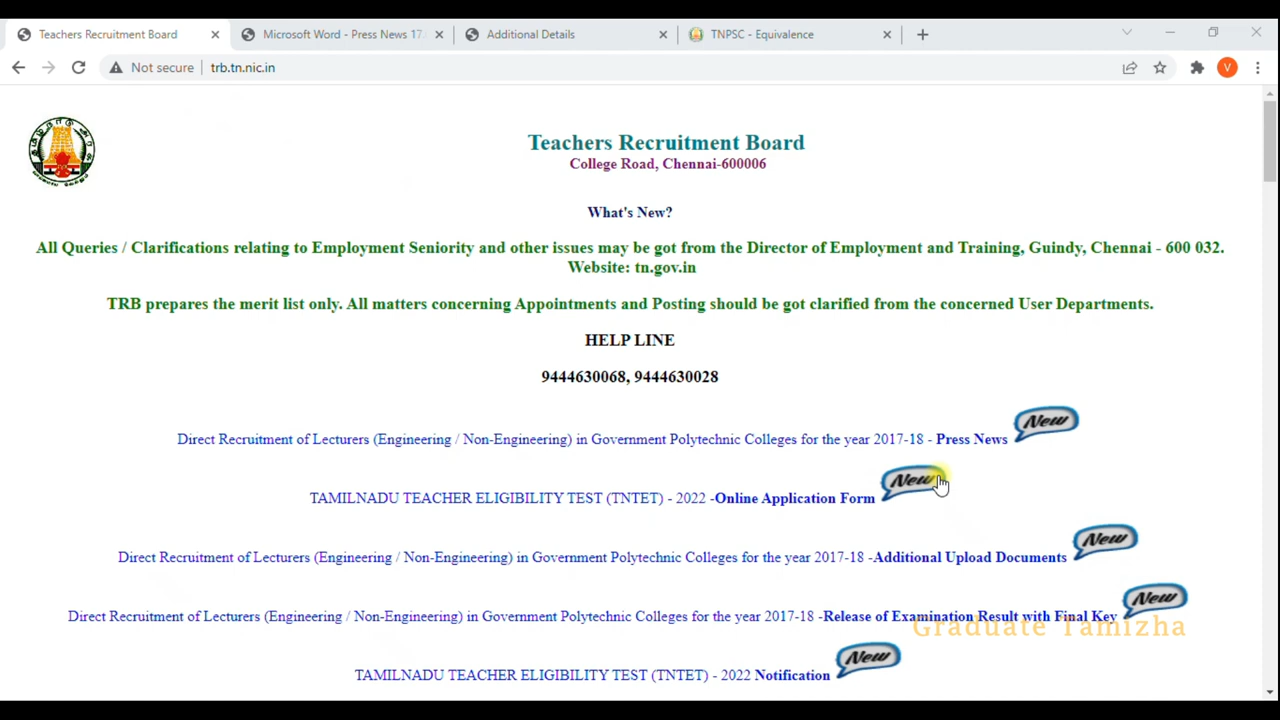 Teachers Recruitment Board
Microsoft Word - Press News 17.
Additional Details
TNPSC - Equivalence
Not secure
trb.tn.nic.in
V
Teachers Recruitment Board
College Road, Chennai-600006
What's New?
All Queries / Clarifications relating to Employment Seniority and other issues may be got from the Director of Employment and Training, Guindy, Chennai - 600 032.
Website: tn.gov.in
TRB prepares the merit list only. All matters concerning Appointments and Posting should be got clarified from the concerned User Departments.
HELP LINE
9444630068, 9444630028
Direct Recruitment of Lecturers (Engineering / Non-Engineering) in Government Polytechnic Colleges for the year 2017-18 - Press News New
TAMILNADU TEACHER ELIGIBILITY TEST (TNTET) - 2022 -Online Application Form New
Direct Recruitment of Lecturers (Engineering / Non-Engineering) in Government Polytechnic Colleges for the year 2017-18 -Additional Upload Documents New
Direct Recruitment of Lecturers (Engineering / Non-Engineering) in Government Polytechnic Colleges for the year 2017-18 -Release of Examination Result with Final Key New
Graduate Tamizha
TAMILNADU TEACHER ELIGIBILITY TEST (TNTET) - 2022 Notification New